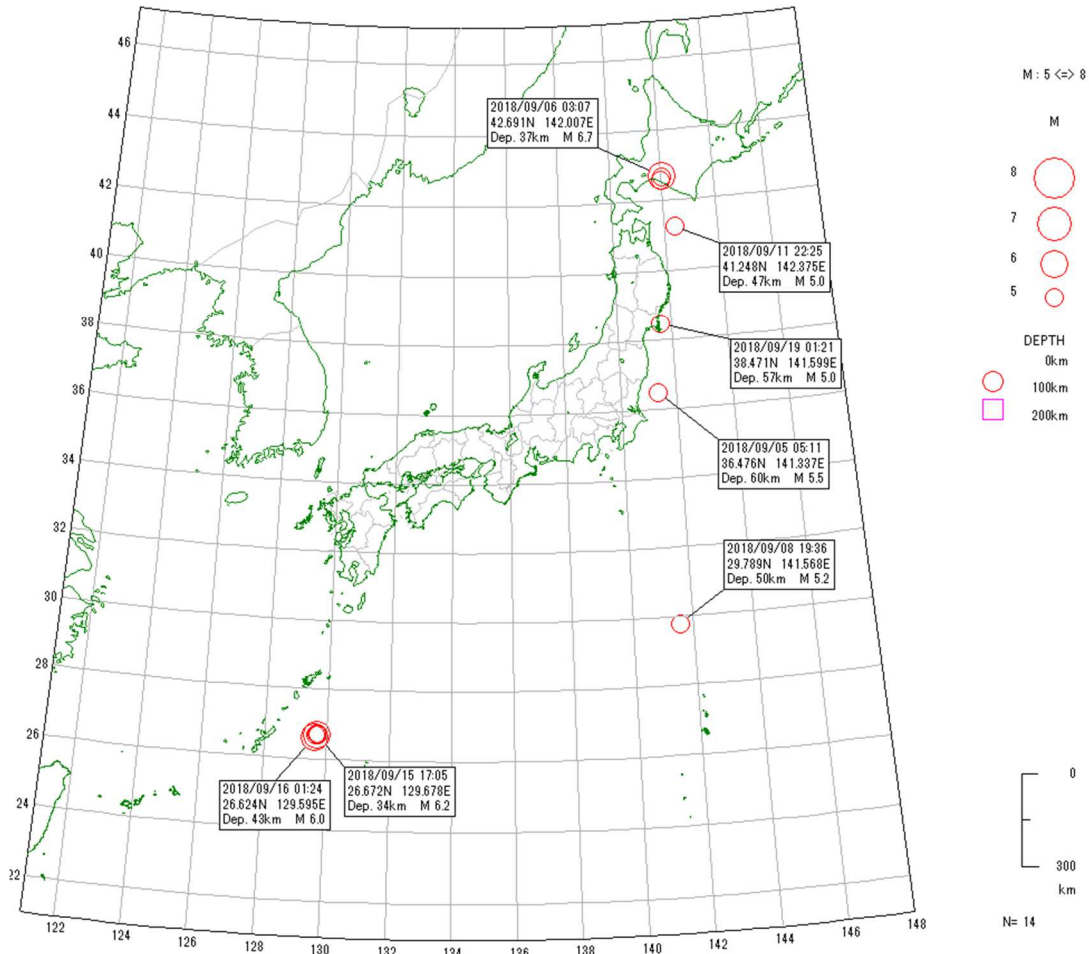 46
44
42
40
38
36
34
32
30
28
26
24
22
122
124
126
128
130
132
134
136
138
140
142
144
146
148
2018/09/06 03:07
42.691N 142.007E
Dep. 37km M 6.7
2018/09/11 22:25
41.248N 142.375E
Dep. 47km M 5.0
2018/09/19 01:21
38.471N 141.599E
Dep. 57km M 5.0
2018/09/05 05:11
36.476N 141.337E
Dep. 60km M 5.5
2018/09/08 19:36
29.789N 141.568E
Dep. 50km M 5.2
2018/09/15 17:05
26.672N 129.678E
Dep. 34km M 6.2
2018/09/16 01:24
26.624N 129.595E
Dep. 43km M 6.0
M : 5 <=> 8
M
8
7
6
5
DEPTH
0km
100km
200km
0
300
km
N= 14